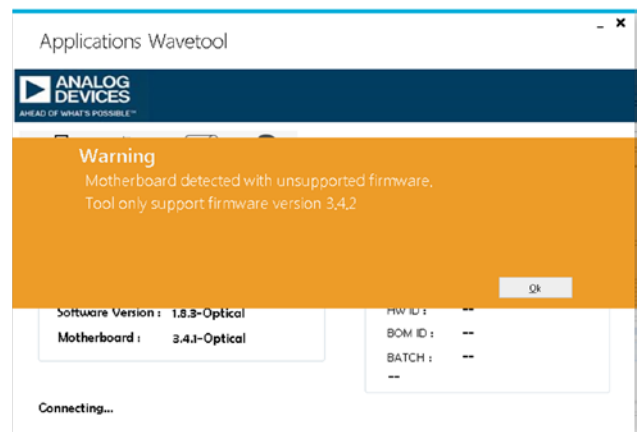 Applications Wavetool
ANALOG
DEVICES
AHEAD OF WHAT'S POSSIBLE™
Warning
Motherboard detected with unsupported firmware,
Tool only support firmware version 3.4.2
Ok
Software Version : 1.8.3-Optical
Motherboard : 3.4.1-Optical
HW ID : --
BOM ID : --
BATCH : --
--
Connecting...